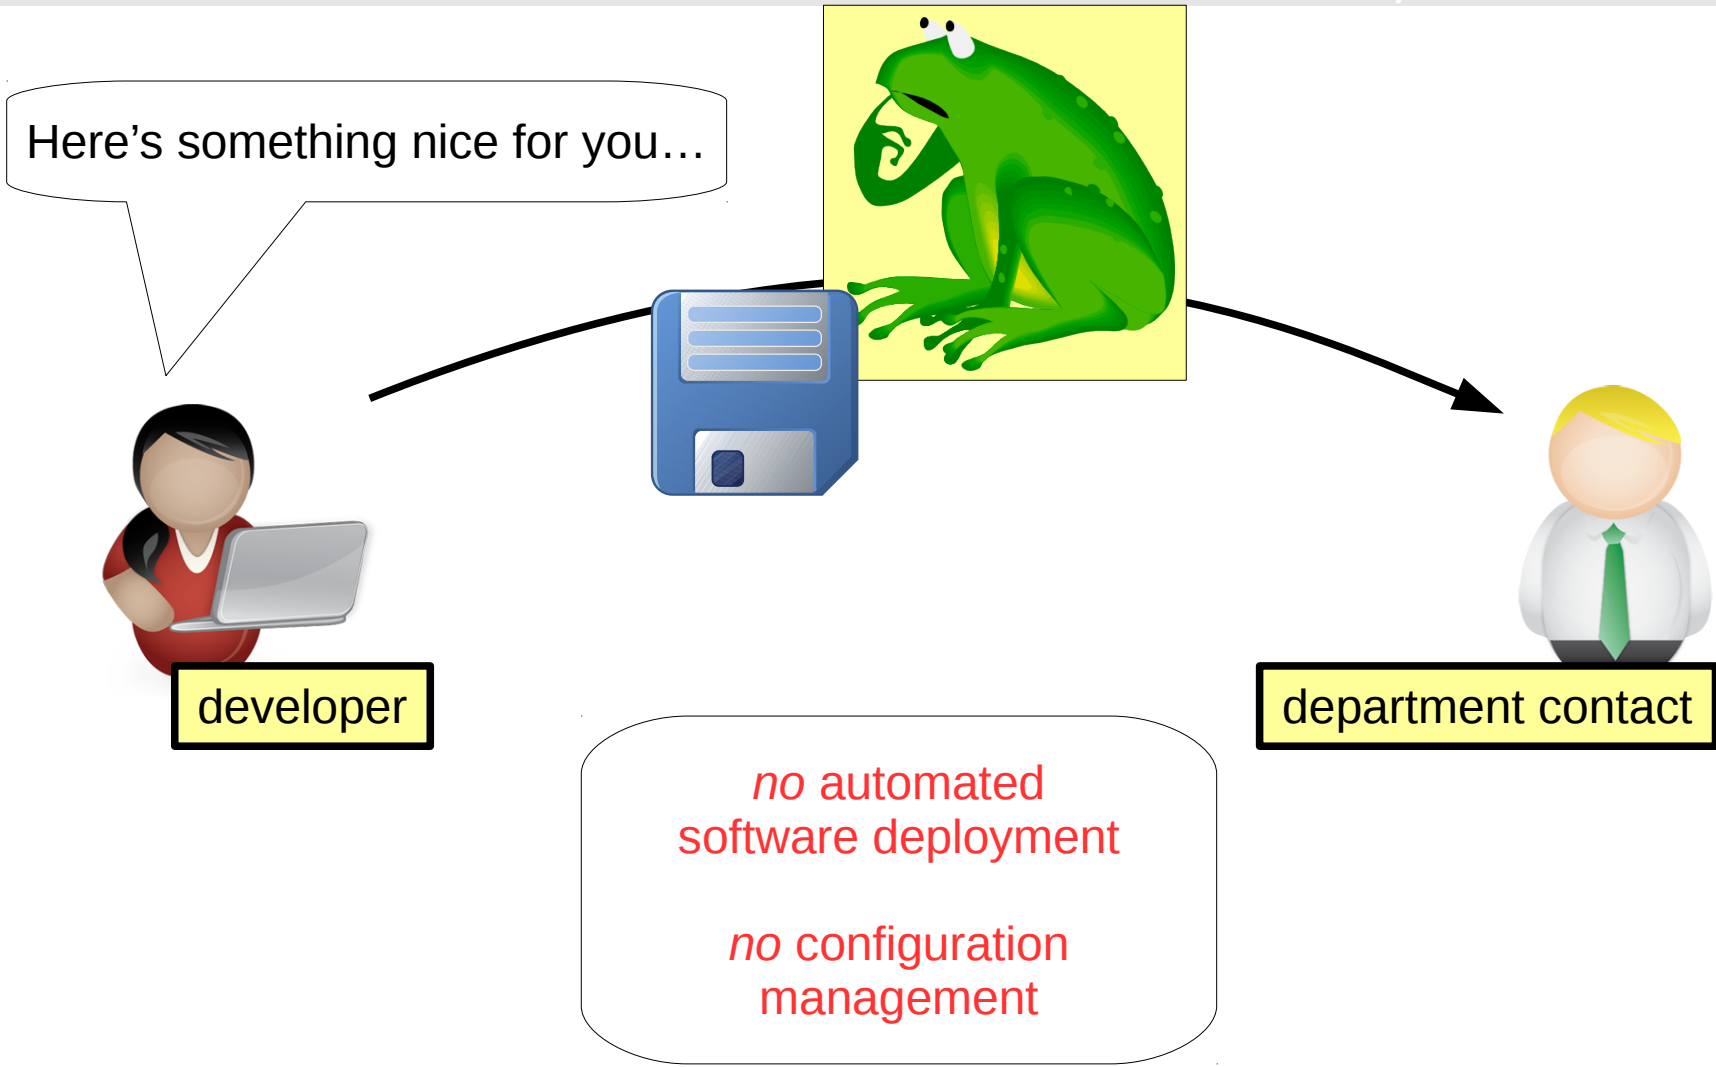 Here’s something nice for you…
developer
department contact
no automated
software deployment
no configuration
management